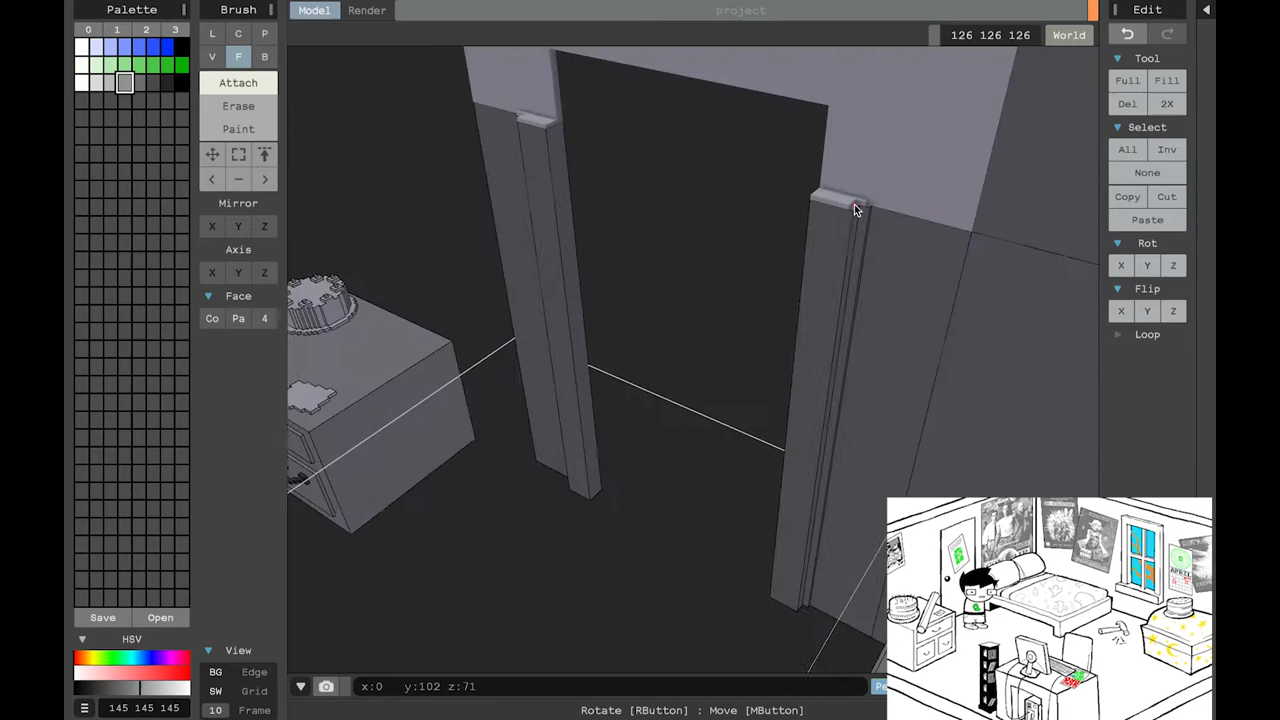 Palette
0 1 2 3
Save Open
HSV
145 145 145
Brush
L C P
V F B
Attach
Erase
Paint
Mirror
X Y Z
Axis
X Y Z
Face
Co Pa 4
View
BG Edge
SW Grid
10 Frame
Model Render project
126 126 126 World
x:0 y:102 z:71
Pe
Rotate [RButton] : Move [MButton]
Edit
Tool
Full Fill
Del 2X
Select
All Inv
None
Copy Cut
Paste
Rot
X Y Z
Flip
X Y Z
Loop
APRIL